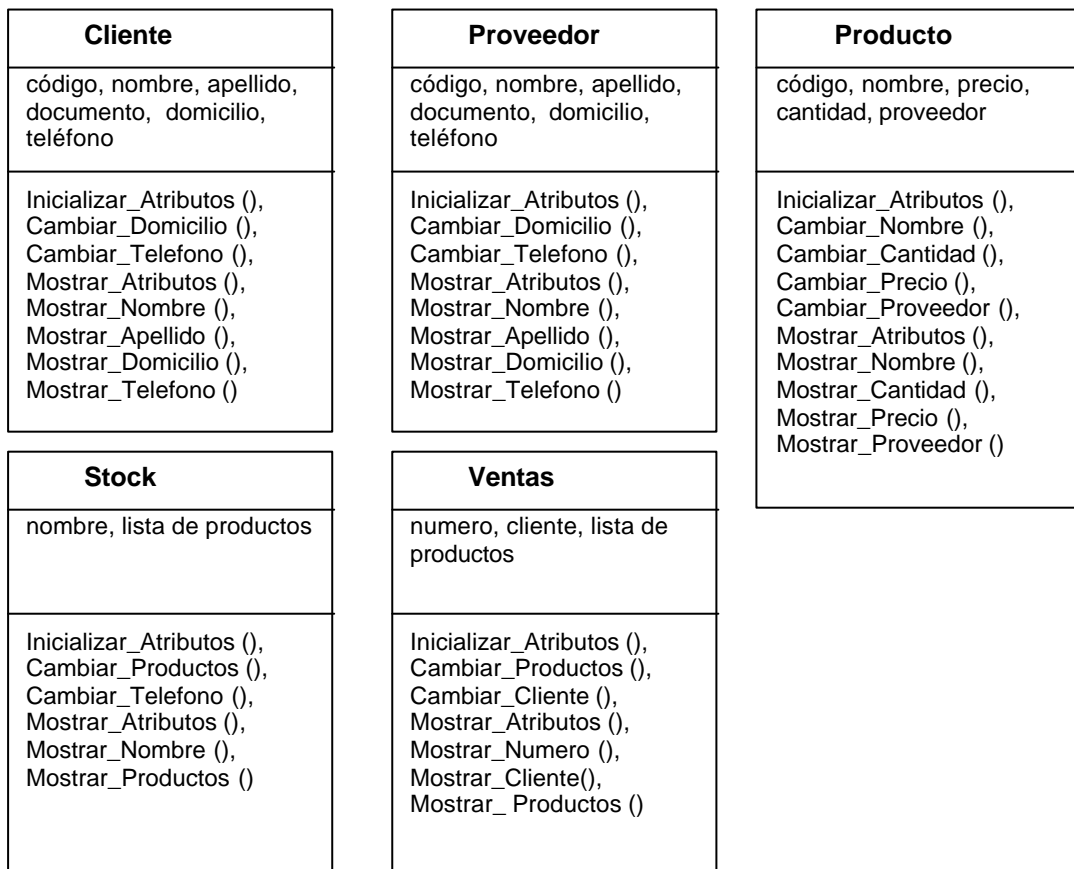 Cliente
código, nombre, apellido,
documento, domicilio,
teléfono
Inicializar_Atributos (),
Cambiar_Domicilio (),
Cambiar_Telefono (),
Mostrar_Atributos (),
Mostrar_Nombre (),
Mostrar_Apellido (),
Mostrar_Domicilio (),
Mostrar_Telefono ()
Proveedor
código, nombre, apellido,
documento, domicilio,
teléfono
Inicializar_Atributos (),
Cambiar_Domicilio (),
Cambiar_Telefono (),
Mostrar_Atributos (),
Mostrar_Nombre (),
Mostrar_Apellido (),
Mostrar_Domicilio (),
Mostrar_Telefono ()
Producto
código, nombre, precio,
cantidad, proveedor
Inicializar_Atributos (),
Cambiar_Nombre (),
Cambiar_Cantidad (),
Cambiar_Precio (),
Cambiar_Proveedor (),
Mostrar_Atributos (),
Mostrar_Nombre (),
Mostrar_Cantidad (),
Mostrar_Precio (),
Mostrar_Proveedor ()
Stock
nombre, lista de productos
Inicializar_Atributos (),
Cambiar_Productos (),
Cambiar_Telefono (),
Mostrar_Atributos (),
Mostrar_Nombre (),
Mostrar_Productos ()
Ventas
numero, cliente, lista de
productos
Inicializar_Atributos (),
Cambiar_Productos (),
Cambiar_Cliente (),
Mostrar_Atributos (),
Mostrar_Numero (),
Mostrar_Cliente(),
Mostrar_ Productos ()